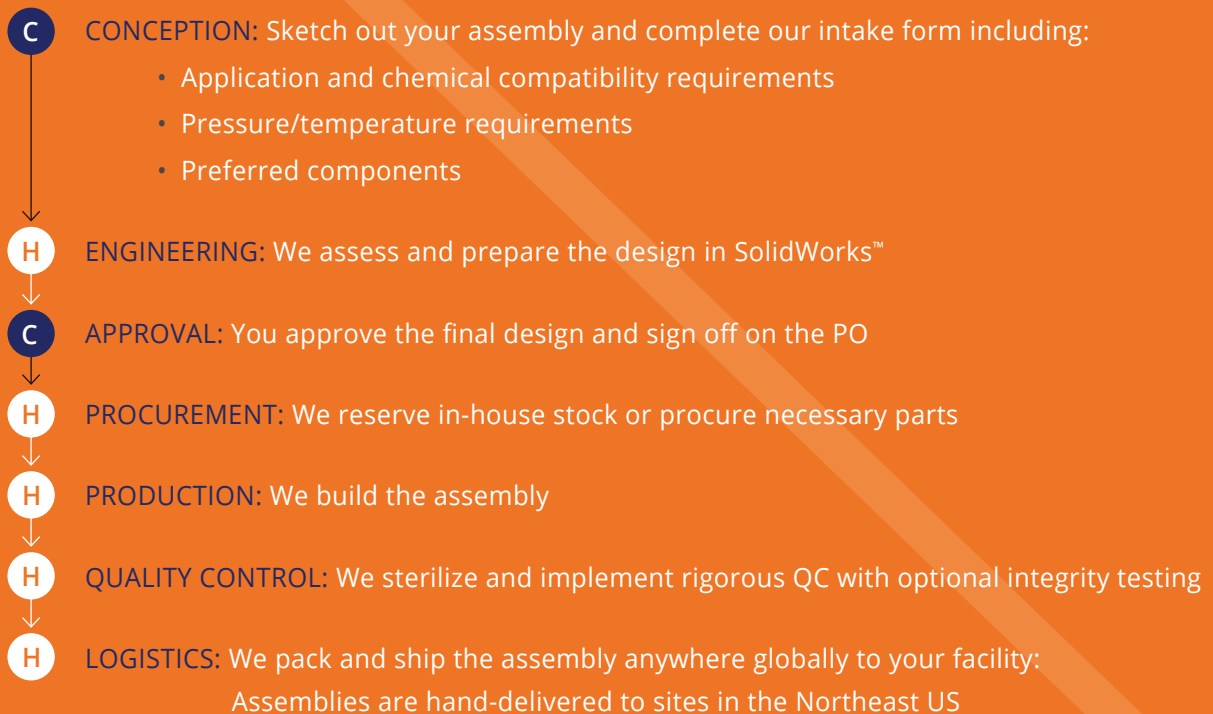 C CONCEPTION: Sketch out your assembly and complete our intake form including:
• Application and chemical compatibility requirements
• Pressure/temperature requirements
• Preferred components
H ENGINEERING: We assess and prepare the design in SolidWorks™
C APPROVAL: You approve the final design and sign off on the PO
H PROCUREMENT: We reserve in-house stock or procure necessary parts
H PRODUCTION: We build the assembly
H QUALITY CONTROL: We sterilize and implement rigorous QC with optional integrity testing
H LOGISTICS: We pack and ship the assembly anywhere globally to your facility:
Assemblies are hand-delivered to sites in the Northeast US